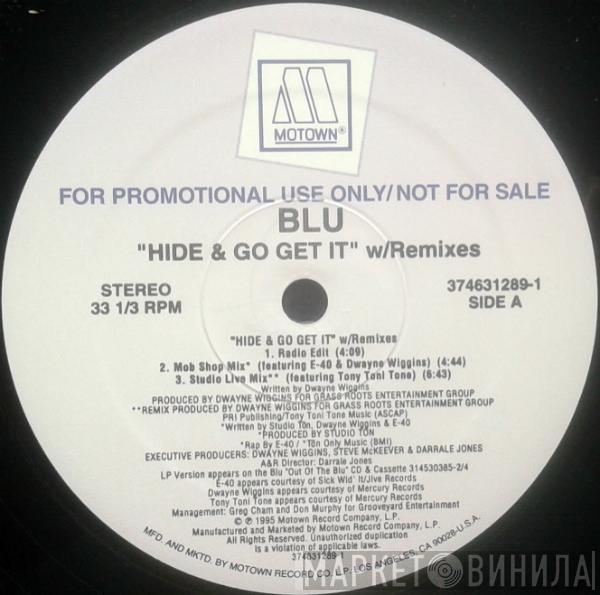 MOTOWN®
FOR PROMOTIONAL USE ONLY/NOT FOR SALE
BLU
"HIDE & GO GET IT" w/Remixes
STEREO
33 1/3 RPM
374631289-1
SIDE A
"HIDE & GO GET IT" w/Remixes
1. Radio Edit (4:09)
2. Mob Shop Mix* (featuring E-40 & Dwayne Wiggins) (4:44)
3. Studio Live Mix** (featuring Tony Toni Tone) (6:43)
Written by Dwayne Wiggins
PRODUCED BY DWAYNE WIGGINS FOR GRASS ROOTS ENTERTAINMENT GROUP
**REMIX PRODUCED BY DWAYNE WIGGINS FOR GRASS ROOTS ENTERTAINMENT GROUP
PRI Publishing/Tony Toni Tone Music (ASCAP)
*Written by Studio Ton, Dwayne Wiggins & E-40
*PRODUCED BY STUDIO TON
*Rap By E-40 / *Ton Only Music (BMI)
EXECUTIVE PRODUCERS: DWAYNE WIGGINS, STEVE McKEEVER & DARRALE JONES
A&R Director: Darrale Jones
LP Version appears on the Blu "Out Of The Blu" CD & Cassette 314530385-2/4
E-40 appears courtesy of Sick Wid' It/Jive Records
Dwayne Wiggins appears courtesy of Mercury Records
Tony Toni Tone appears courtesy of Mercury Records
Management: Greg Cham and Don Murphy for Grooveyard Entertainment
© ℗ 1995 Motown Record Company, L.P.
Manufactured and Marketed by Motown Record Company, L.P.
All Rights Reserved. Unauthorized duplication
is a violation of applicable laws.
374631289-1
MFD. AND MKTD. BY MOTOWN RECORD CO. L.P. LOS ANGELES, CA 90028-U.S.A.
МАРКЕТ ВИНИЛА